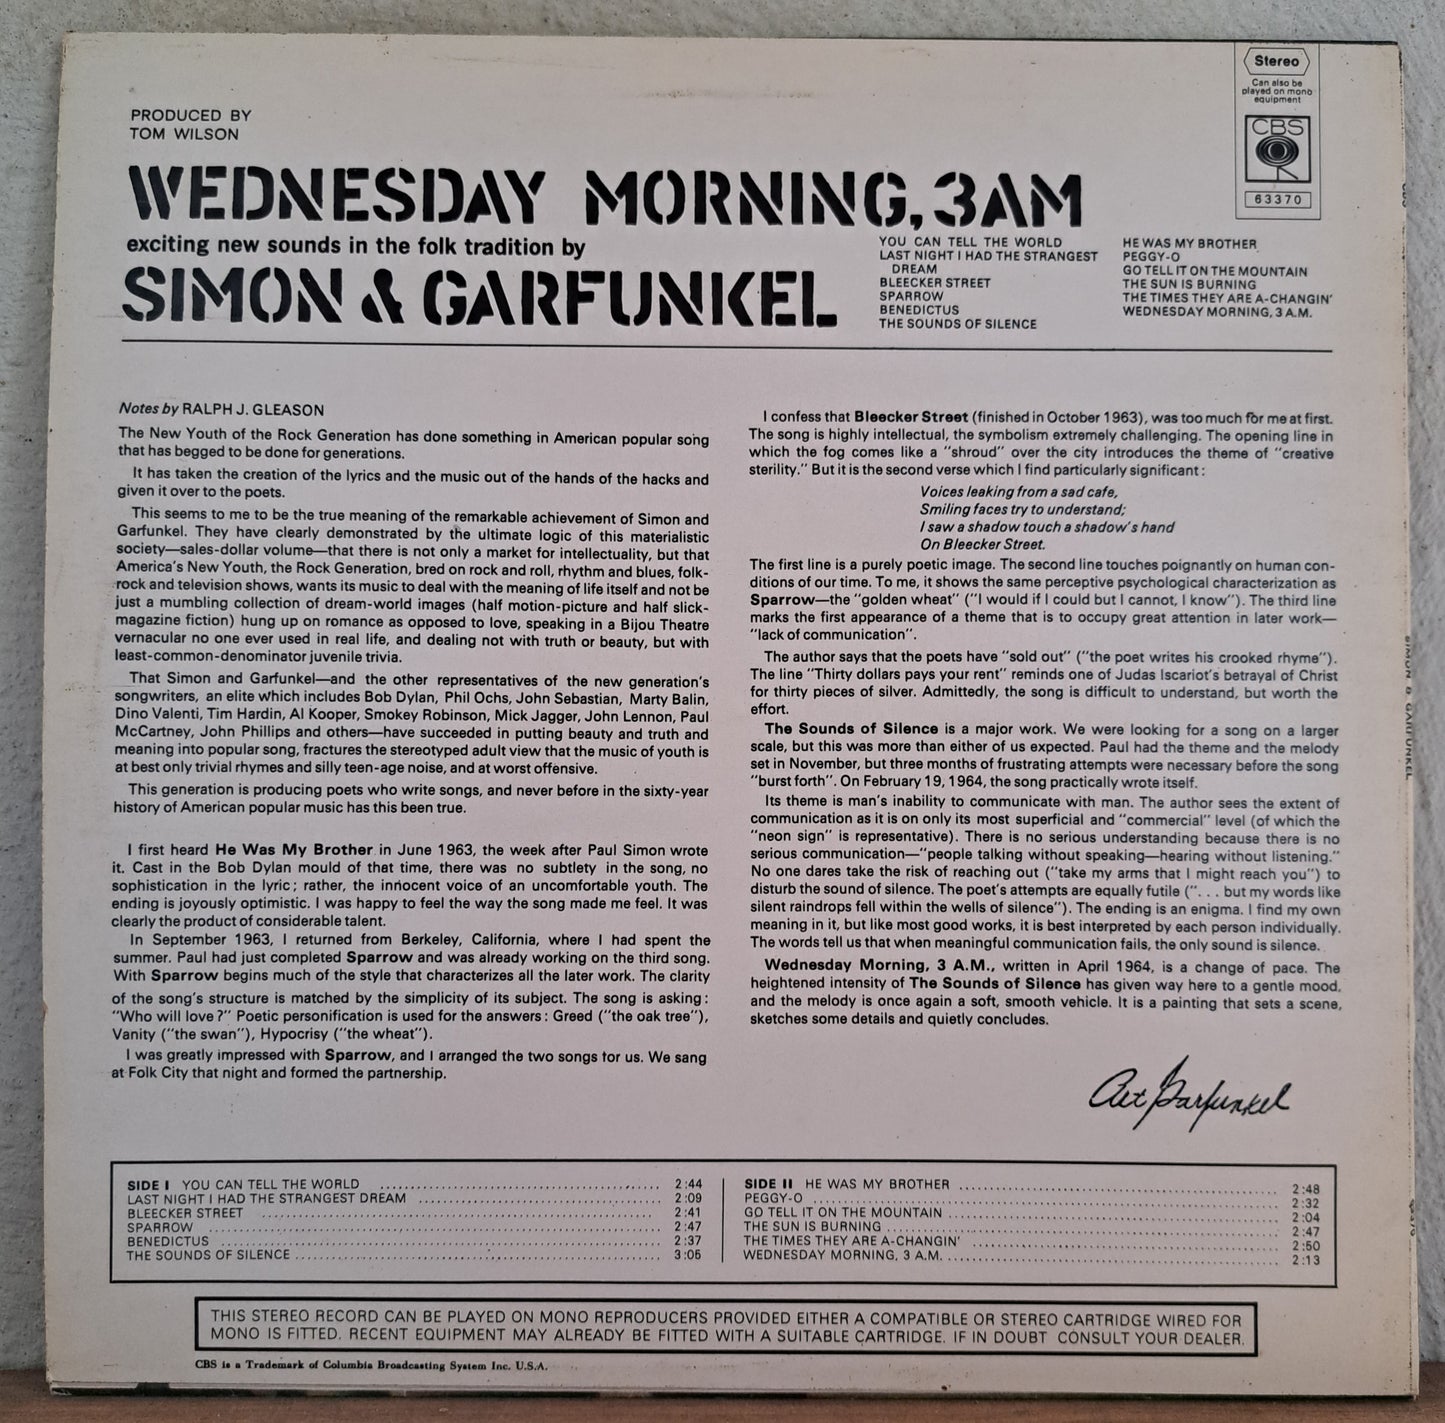 PRODUCED BY
TOM WILSON
Stereo
Can also be
played on mono
equipment
CBS
63370
WEDNESDAY MORNING, 3AM
exciting new sounds in the folk tradition by
SIMON & GARFUNKEL
YOU CAN TELL THE WORLD
LAST NIGHT I HAD THE STRANGEST
DREAM
BLEECKER STREET
SPARROW
BENEDICTUS
THE SOUNDS OF SILENCE
HE WAS MY BROTHER
PEGGY-O
GO TELL IT ON THE MOUNTAIN
THE SUN IS BURNING
THE TIMES THEY ARE A-CHANGIN'
WEDNESDAY MORNING, 3 A.M.
Notes by RALPH J. GLEASON
The New Youth of the Rock Generation has done something in American popular song
that has begged to be done for generations.
It has taken the creation of the lyrics and the music out of the hands of the hacks and
given it over to the poets.
This seems to me to be the true meaning of the remarkable achievement of Simon and
Garfunkel. They have clearly demonstrated by the ultimate logic of this materialistic
society—sales-dollar volume—that there is not only a market for intellectuality, but that
America's New Youth, the Rock Generation, bred on rock and roll, rhythm and blues, folk-
rock and television shows, wants its music to deal with the meaning of life itself and not be
just a mumbling collection of dream-world images (half motion-picture and half slick-
magazine fiction) hung up on romance as opposed to love, speaking in a Bijou Theatre
vernacular no one ever used in real life, and dealing not with truth or beauty, but with
least-common-denominator juvenile trivia.
That Simon and Garfunkel—and the other representatives of the new generation's
songwriters, an elite which includes Bob Dylan, Phil Ochs, John Sebastian, Marty Balin,
Dino Valenti, Tim Hardin, Al Kooper, Smokey Robinson, Mick Jagger, John Lennon, Paul
McCartney, John Phillips and others—have succeeded in putting beauty and truth and
meaning into popular song, fractures the stereotyped adult view that the music of youth is
at best only trivial rhymes and silly teen-age noise, and at worst offensive.
This generation is producing poets who write songs, and never before in the sixty-year
history of American popular music has this been true.
I first heard He Was My Brother in June 1963, the week after Paul Simon wrote
it. Cast in the Bob Dylan mould of that time, there was no subtlety in the song, no
sophistication in the lyric; rather, the innocent voice of an uncomfortable youth. The
ending is joyously optimistic. I was happy to feel the way the song made me feel. It was
clearly the product of considerable talent.
In September 1963, I returned from Berkeley, California, where I had spent the
summer. Paul had just completed Sparrow and was already working on the third song.
With Sparrow begins much of the style that characterizes all the later work. The clarity
of the song's structure is matched by the simplicity of its subject. The song is asking:
"Who will love?" Poetic personification is used for the answers: Greed ("the oak tree"),
Vanity ("the swan"), Hypocrisy ("the wheat").
I was greatly impressed with Sparrow, and I arranged the two songs for us. We sang
at Folk City that night and formed the partnership.
I confess that Bleecker Street (finished in October 1963), was too much for me at first.
The song is highly intellectual, the symbolism extremely challenging. The opening line in
which the fog comes like a "shroud" over the city introduces the theme of "creative
sterility." But it is the second verse which I find particularly significant:
Voices leaking from a sad cafe,
Smiling faces try to understand;
I saw a shadow touch a shadow's hand
On Bleecker Street.
The first line is a purely poetic image. The second line touches poignantly on human con-
ditions of our time. To me, it shows the same perceptive psychological characterization as
Sparrow—the "golden wheat" ("I would if I could but I cannot, I know"). The third line
marks the first appearance of a theme that is to occupy great attention in later work—
"lack of communication".
The author says that the poets have "sold out" ("the poet writes his crooked rhyme").
The line "Thirty dollars pays your rent" reminds one of Judas Iscariot's betrayal of Christ
for thirty pieces of silver. Admittedly, the song is difficult to understand, but worth the
effort.
The Sounds of Silence is a major work. We were looking for a song on a larger
scale, but this was more than either of us expected. Paul had the theme and the melody
set in November, but three months of frustrating attempts were necessary before the song
"burst forth". On February 19, 1964, the song practically wrote itself.
Its theme is man's inability to communicate with man. The author sees the extent of
communication as it is on only its most superficial and "commercial" level (of which the
"neon sign" is representative). There is no serious understanding because there is no
serious communication—"people talking without speaking—hearing without listening."
No one dares take the risk of reaching out ("take my arms that I might reach you") to
disturb the sound of silence. The poet's attempts are equally futile (". . . but my words like
silent raindrops fell within the wells of silence"). The ending is an enigma. I find my own
meaning in it, but like most good works, it is best interpreted by each person individually.
The words tell us that when meaningful communication fails, the only sound is silence.
Wednesday Morning, 3 A.M., written in April 1964, is a change of pace. The
heightened intensity of The Sounds of Silence has given way here to a gentle mood,
and the melody is once again a soft, smooth vehicle. It is a painting that sets a scene,
sketches some details and quietly concludes.
Art Garfunkel
SIDE I YOU CAN TELL THE WORLD 2:44
LAST NIGHT I HAD THE STRANGEST DREAM 2:09
BLEECKER STREET 2:41
SPARROW 2:47
BENEDICTUS 2:37
THE SOUNDS OF SILENCE 3:05
SIDE II HE WAS MY BROTHER 2:48
PEGGY-O 2:32
GO TELL IT ON THE MOUNTAIN 2:04
THE SUN IS BURNING 2:47
THE TIMES THEY ARE A-CHANGIN' 2:50
WEDNESDAY MORNING, 3 A.M. 2:13
THIS STEREO RECORD CAN BE PLAYED ON MONO REPRODUCERS PROVIDED EITHER A COMPATIBLE OR STEREO CARTRIDGE WIRED FOR
MONO IS FITTED. RECENT EQUIPMENT MAY ALREADY BE FITTED WITH A SUITABLE CARTRIDGE. IF IN DOUBT CONSULT YOUR DEALER.
CBS is a Trademark of Columbia Broadcasting System Inc. U.S.A.
SIMON & GARFUNKEL